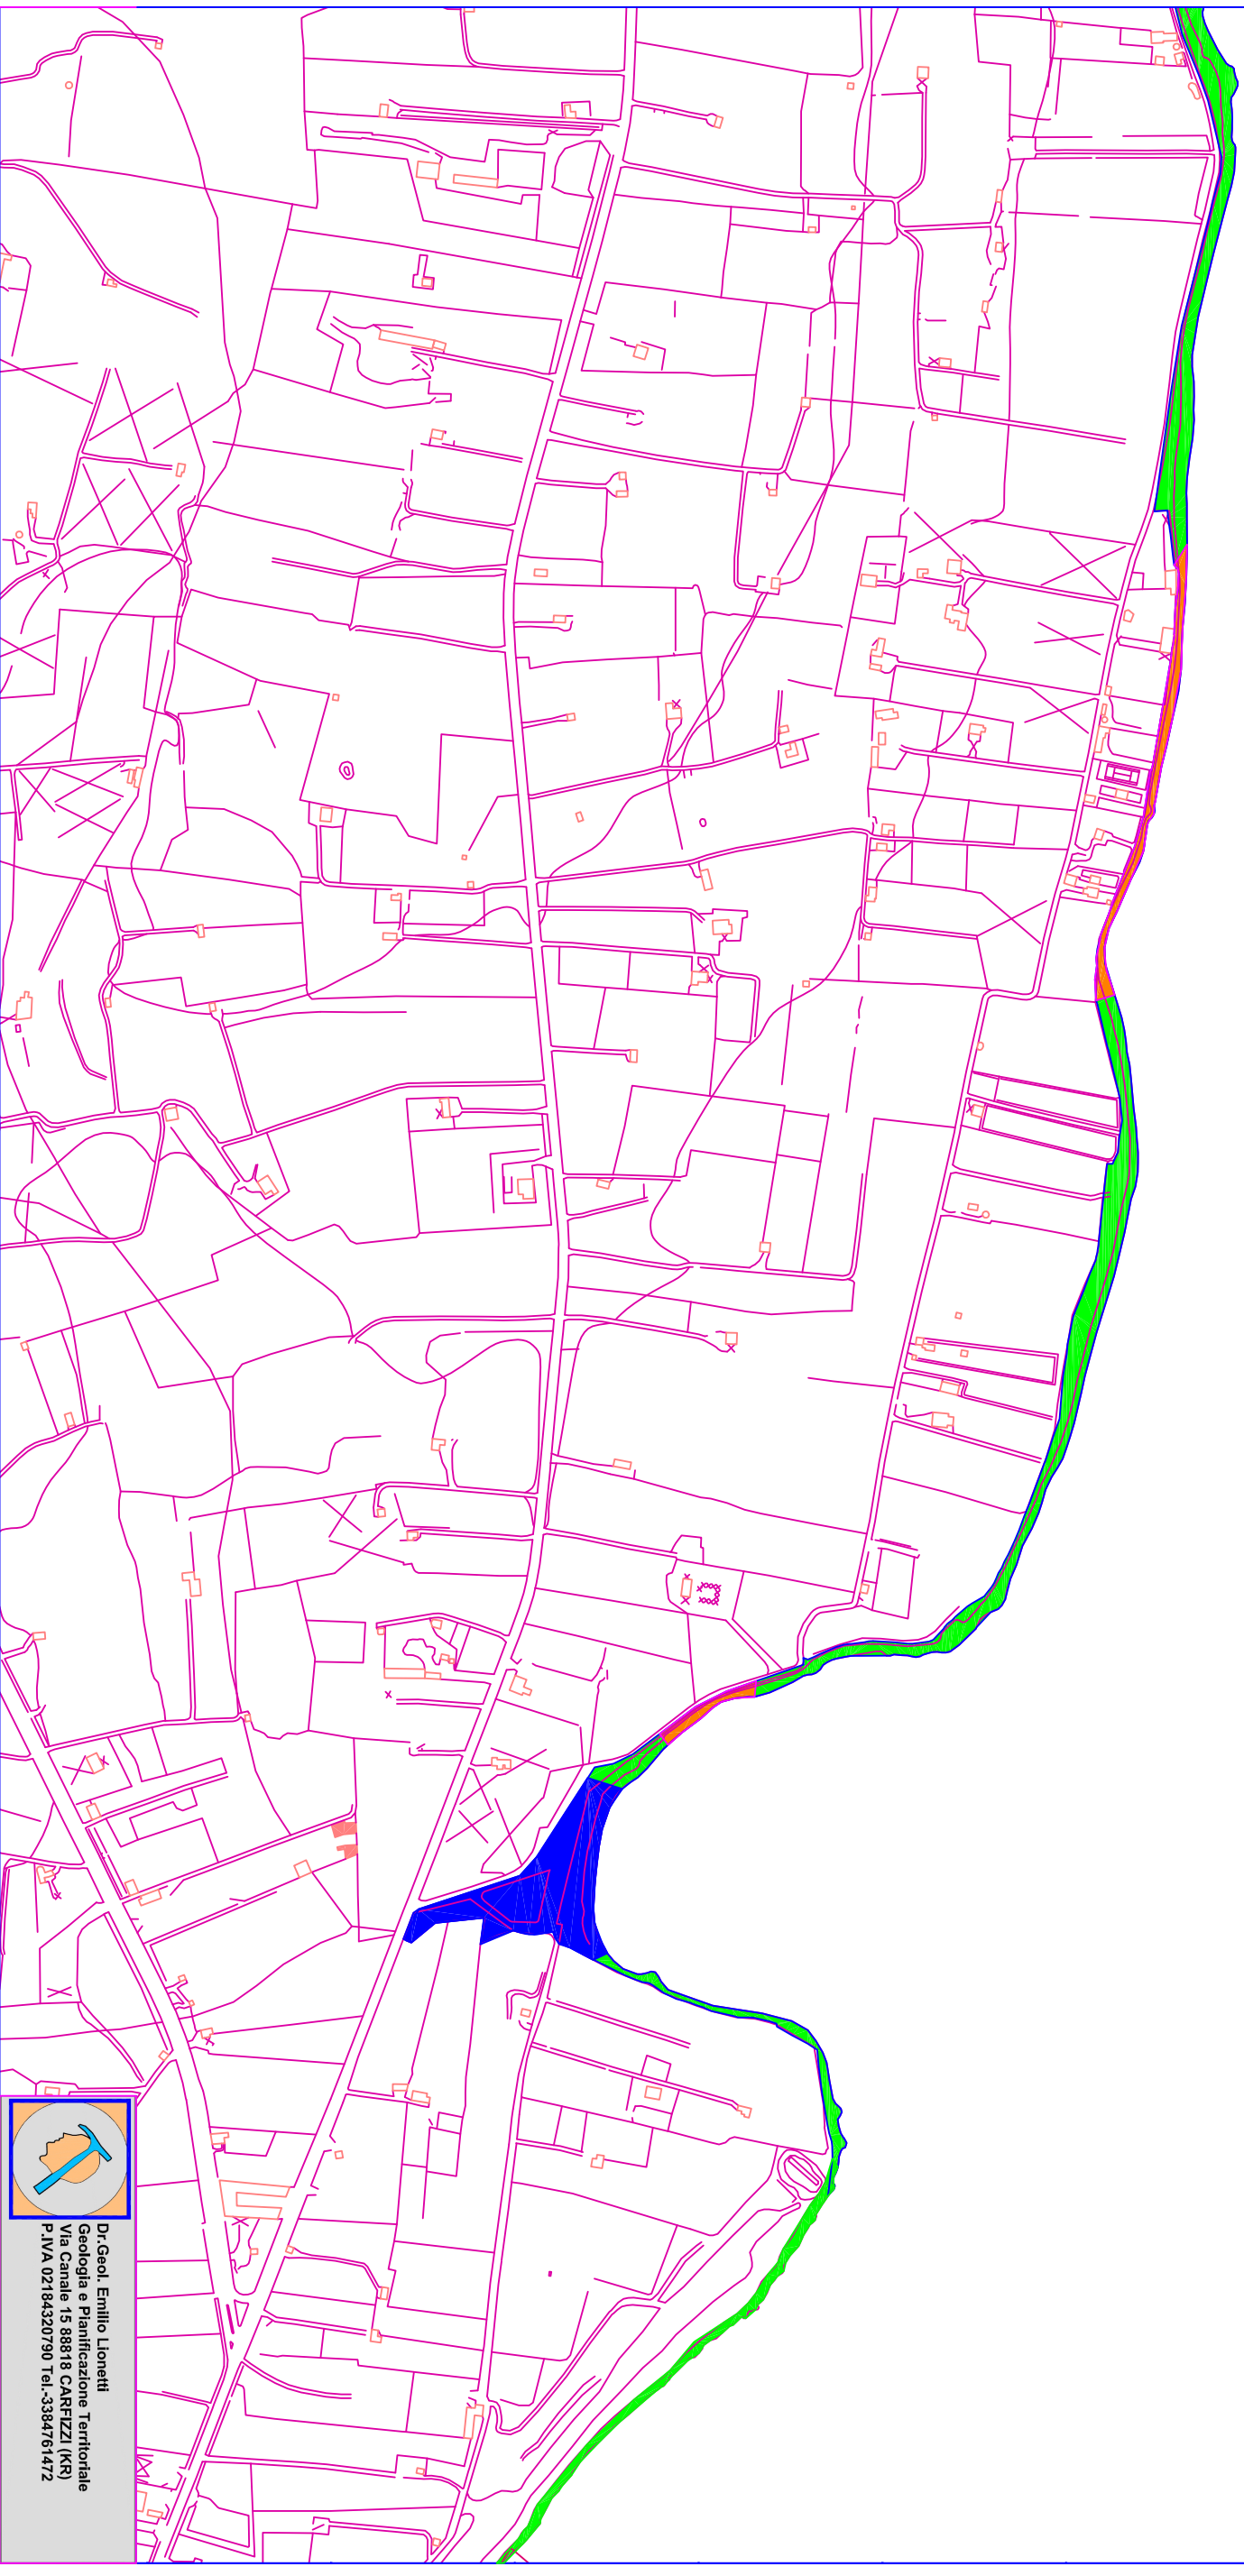 Dr.Geol. Emilio Lionetti
Geologia e Pianificazione Territoriale
Via Canale 15 88818 CARFIZZI (KR)
P.IVA 02184320790 Tel.-3384761472